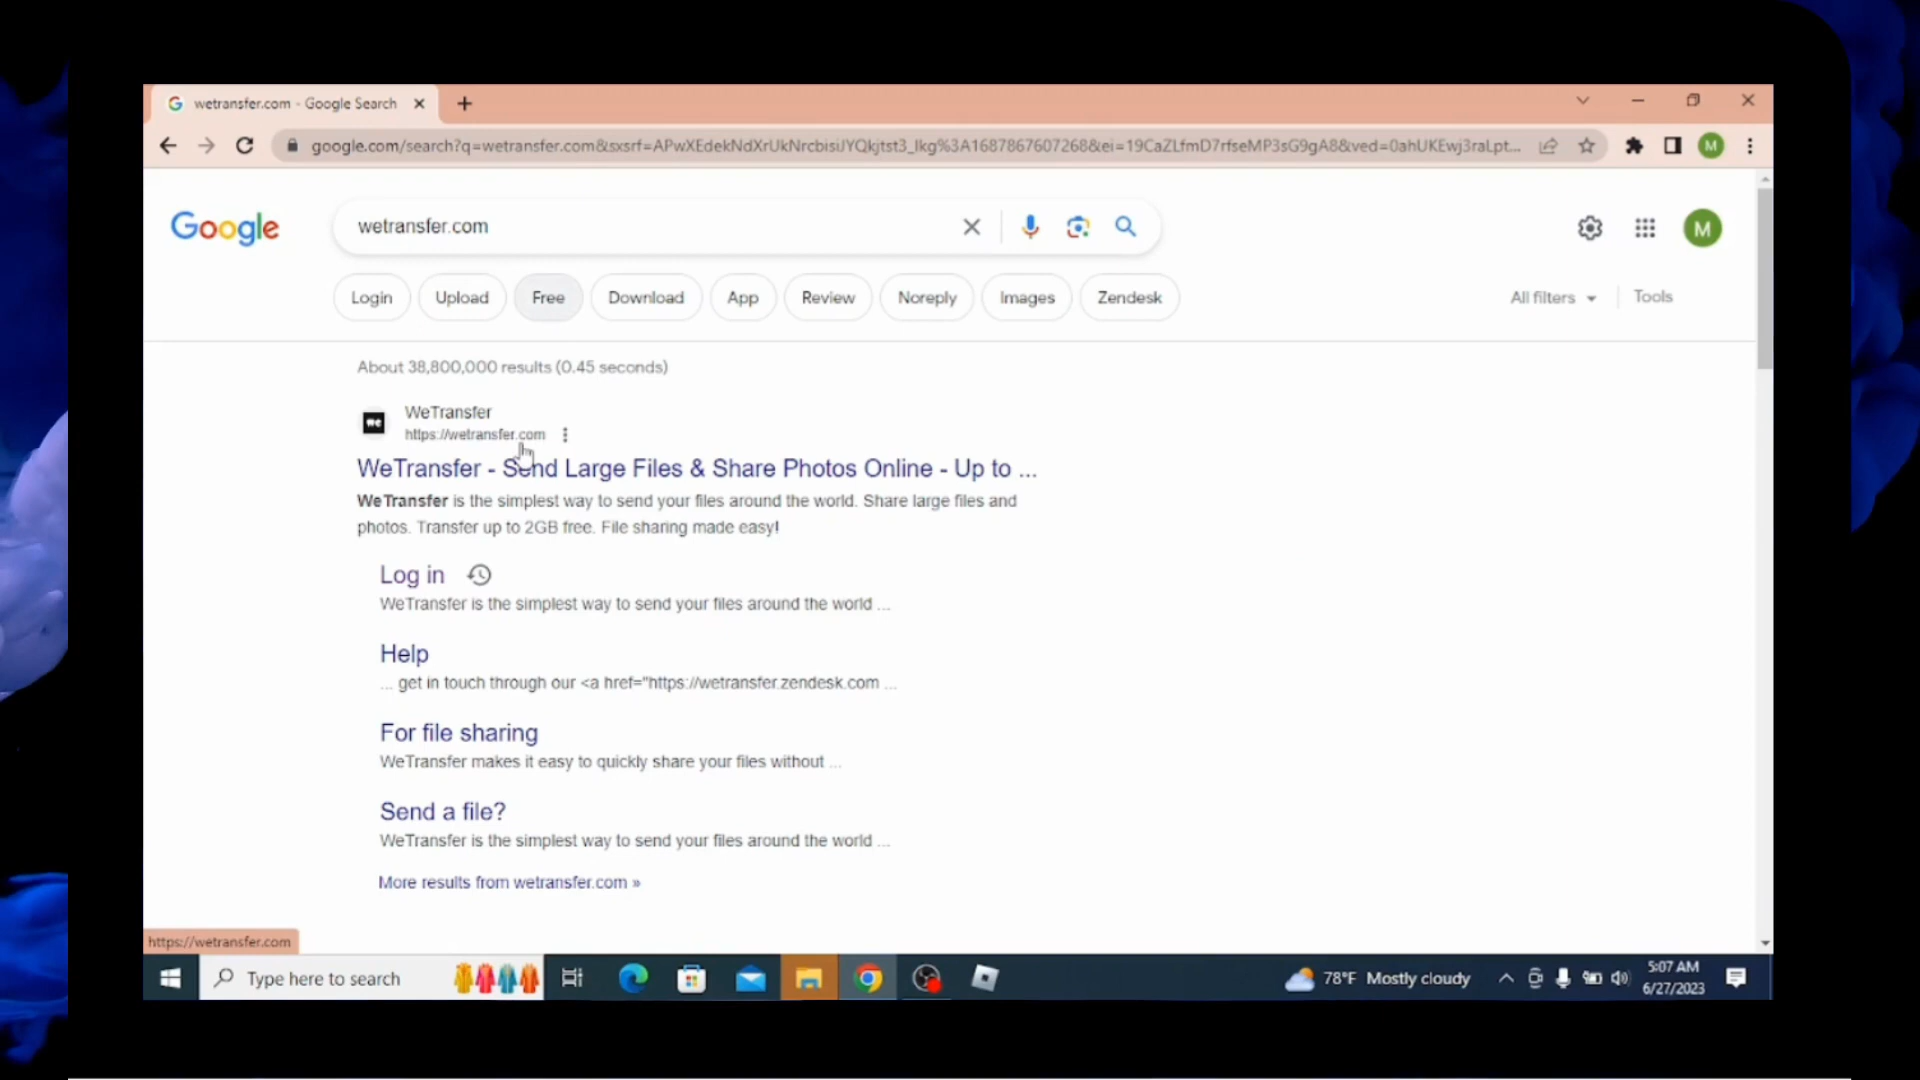 wetransfer.com - Google Search
google.com/search?q=wetransfer.com&sxsrf=APwXEdekNdXrUkNrcbisiJYQkjtst3_Ikg%3A1687867607268&ei=19CaZLfmD7rfseMP3sG9gA8&ved=0ahUKEwj3raLpt...
M
Google
wetransfer.com
M
Login
Upload
Free
Download
App
Review
Noreply
Images
Zendesk
All filters
Tools
About 38,800,000 results (0.45 seconds)
we
WeTransfer
https://wetransfer.com
WeTransfer - Send Large Files & Share Photos Online - Up to ...
WeTransfer is the simplest way to send your files around the world. Share large files and
photos. Transfer up to 2GB free. File sharing made easy!
Log in
WeTransfer is the simplest way to send your files around the world ...
Help
... get in touch through our <a href="https://wetransfer.zendesk.com ...
For file sharing
WeTransfer makes it easy to quickly share your files without ...
Send a file?
WeTransfer is the simplest way to send your files around the world ...
More results from wetransfer.com »
https://wetransfer.com
Type here to search
78°F Mostly cloudy
5:07 AM
6/27/2023